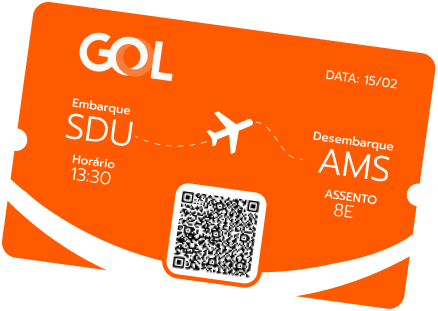 GOL
DATA: 15/02
Embarque
SDU
Horário
13:30
Desembarque
AMS
ASSENTO
8E